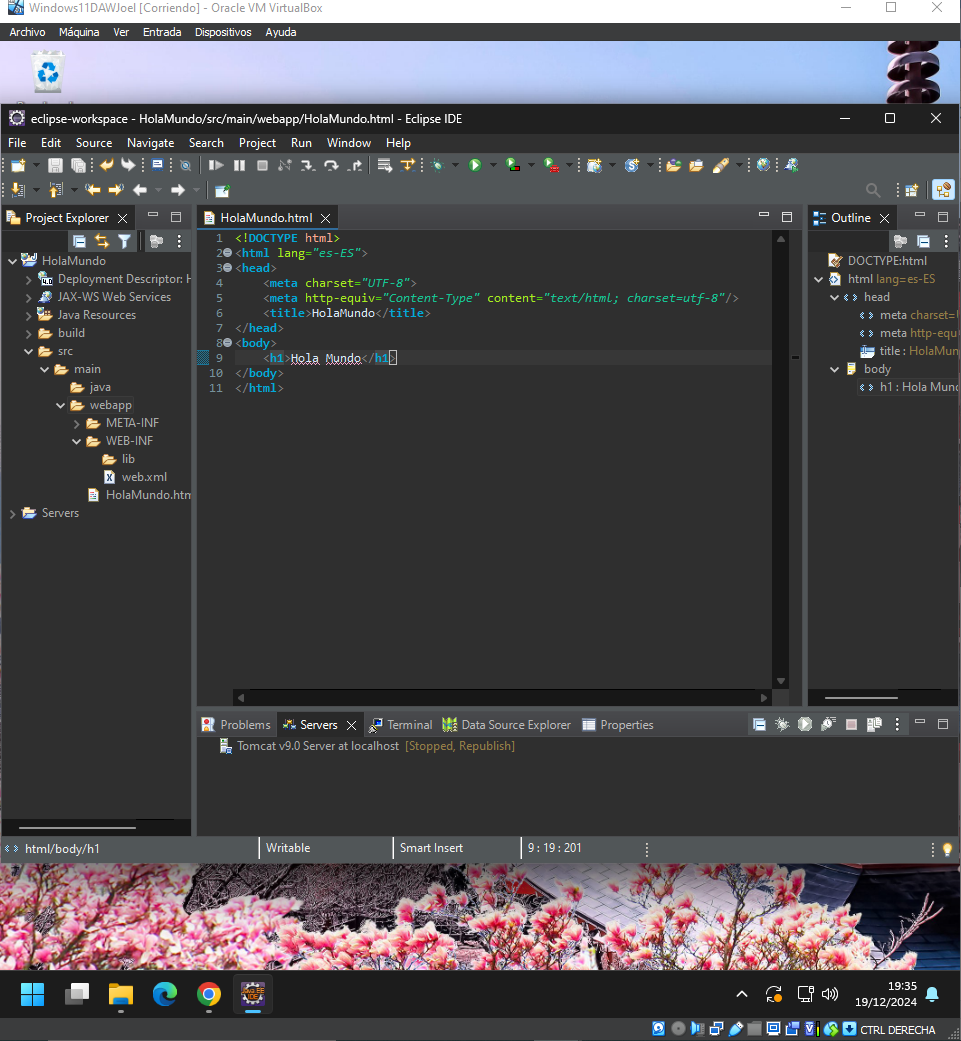 Windows11DAWJoel [Corriendo] - Oracle VM VirtualBox
Archivo Máquina Ver Entrada Dispositivos Ayuda
eclipse-workspace - HolaMundo/src/main/webapp/HolaMundo.html - Eclipse IDE
File Edit Source Navigate Search Project Run Window Help
Project Explorer
HolaMundo
Deployment Descriptor: H
JAX-WS Web Services
Java Resources
build
src
main
java
webapp
META-INF
WEB-INF
lib
web.xml
HolaMundo.htm
Servers
HolaMundo.html
1 <!DOCTYPE html>
2 <html lang="es-ES">
3 <head>
4 <meta charset="UTF-8">
5 <meta http-equiv="Content-Type" content="text/html; charset=utf-8"/>
6 <title>HolaMundo</title>
7 </head>
8 <body>
9 <h1>Hola Mundo</h1>
10 </body>
11 </html>
Outline
DOCTYPE:html
html lang=es-ES
head
meta charset=
meta http-equ
title : HolaMun
body
h1 : Hola Mund
Problems Servers Terminal Data Source Explorer Properties
Tomcat v9.0 Server at localhost [Stopped, Republish]
html/body/h1 Writable Smart Insert 9 : 19 : 201
19:35
19/12/2024
CTRL DERECHA